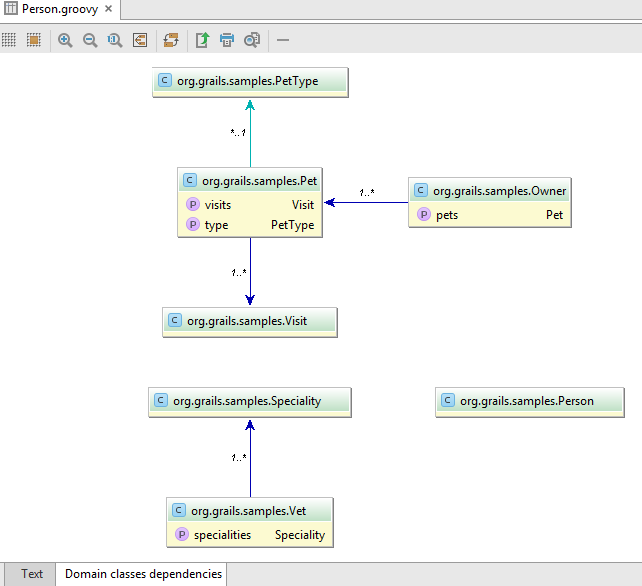 Person.groovy
org.grails.samples.PetType
*..1
C org.grails.samples.Pet
P visits Visit
P type PetType
1..*
C org.grails.samples.Owner
P pets Pet
1..*
C org.grails.samples.Visit
C org.grails.samples.Speciality
C org.grails.samples.Person
1..*
C org.grails.samples.Vet
P specialities Speciality
Text Domain classes dependencies